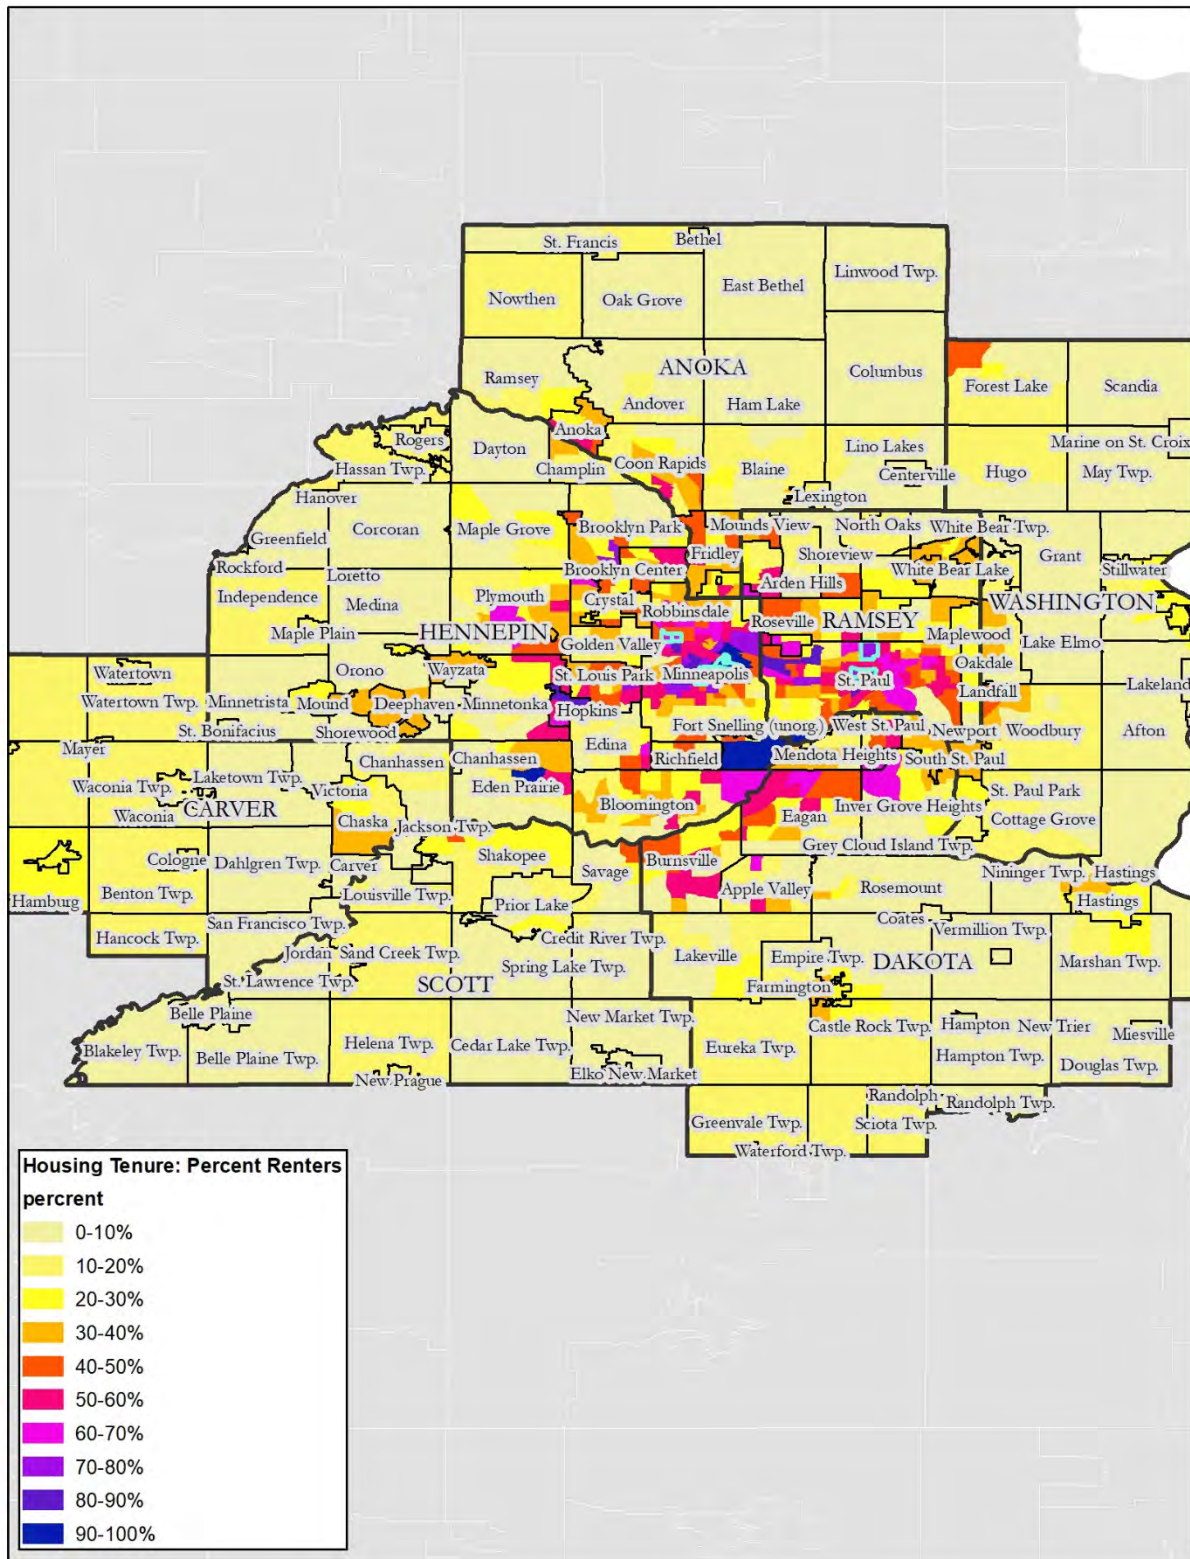 St. Francis
Bethel
Linwood Twp.
East Bethel
Nowthen
Oak Grove
ANOKA
Columbus
Ramsey
Forest Lake
Scandia
Andover
Ham Lake
Anoka
Rogers
Dayton
Lino Lakes
Marine on St. Croix
Hassan Twp.
Champlin
Coon Rapids
Blaine
Centerville
Hugo
May Twp.
Hanover
Lexington
Corcoran
Maple Grove
Brooklyn Park
Mounds View
North Oaks
White Bear Twp.
Greenfield
Fridley
Shoreview
Grant
Rockford
Loretto
Brooklyn Center
White Bear Lake
Stillwater
Independence
Medina
Plymouth
Crystal
Arden Hills
Robbinsdale
WASHINGTON
Maple Plain
HENNEPIN
Golden Valley
Roseville
RAMSEY
Maplewood
Lake Elmo
Watertown
Orono
Wayzata
St. Louis Park
Minneapolis
St. Paul
Oakdale
Watertown Twp.
Minnetrista
Mound
Deephaven
Minnetonka
Hopkins
Landfall
Lakeland
St. Bonifacius
Shorewood
Fort Snelling (unorg.)
West St. Paul
Newport
Woodbury
Afton
Mayer
Edina
Chanhassen
Chanhassen
Richfield
Mendota Heights
South St. Paul
Laketown Twp.
Waconia Twp.
Victoria
Eden Prairie
St. Paul Park
Waconia
CARVER
Bloomington
Inver Grove Heights
Chaska
Eagan
Cottage Grove
Jackson Twp.
Grey Cloud Island Twp.
Cologne
Dahlgren Twp.
Carver
Shakopee
Savage
Burnsville
Nininger Twp.
Hastings
Hamburg
Benton Twp.
Louisville Twp.
Prior Lake
Apple Valley
Rosemount
Hastings
San Francisco Twp.
Coates
Vermillion Twp.
Hancock Twp.
Credit River Twp.
Jordan
Sand Creek Twp.
Lakeville
Empire Twp.
DAKOTA
Marshan Twp.
St. Lawrence Twp.
SCOTT
Spring Lake Twp.
Farmington
Belle Plaine
New Market Twp.
Castle Rock Twp.
Hampton
New Trier
Miesville
Blakeley Twp.
Belle Plaine Twp.
Helena Twp.
Cedar Lake Twp.
Eureka Twp.
Hampton Twp.
Douglas Twp.
New Prague
Elko New Market
Randolph
Randolph Twp.
Greenvale Twp.
Sciota Twp.
Waterford Twp.
Housing Tenure: Percent Renters
percrent
0-10%
10-20%
20-30%
30-40%
40-50%
50-60%
60-70%
70-80%
80-90%
90-100%